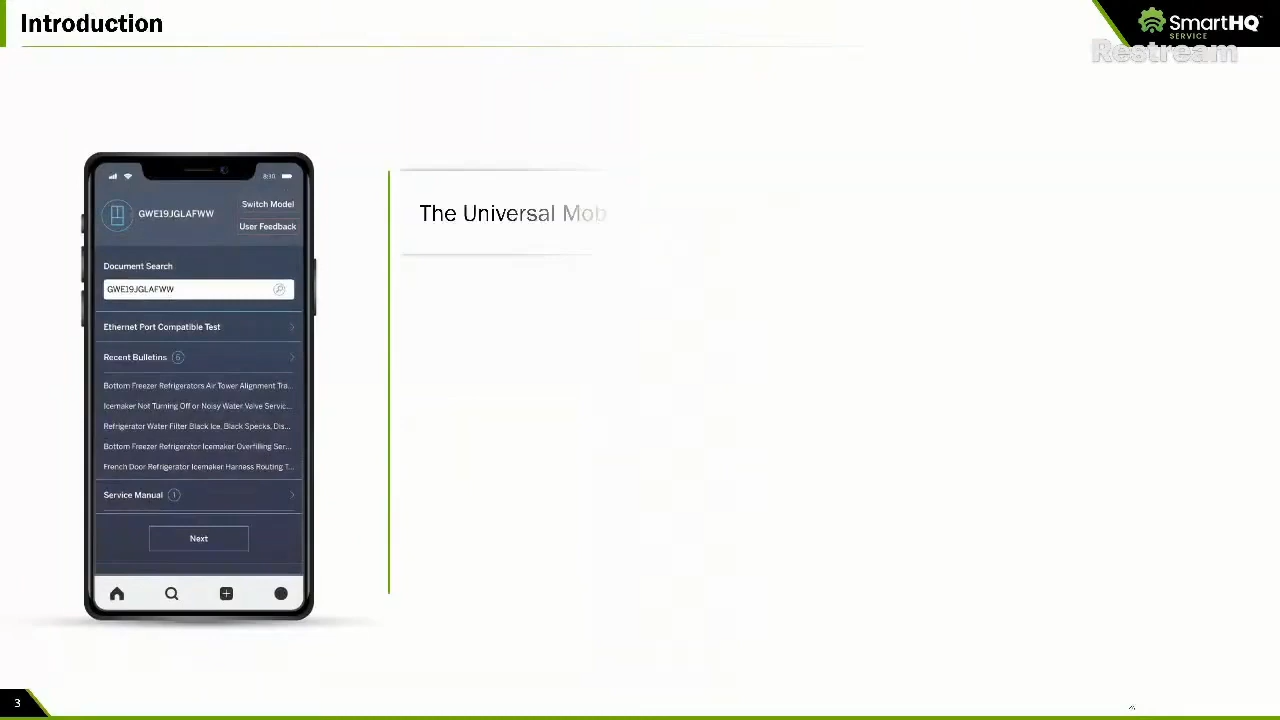 Introduction
SmartHQ™
SERVICE
Restream
8:30
GWE19JGLAFWW
Switch Model
User Feedback
Document Search
GWE19JGLAFWW
Ethernet Port Compatible Test
Recent Bulletins 6
Bottom Freezer Refrigerators Air Tower Alignment Tra...
Icemaker Not Turning Off or Noisy Water Valve Servic...
Refrigerator Water Filter Black Ice, Black Specks, Dis...
Bottom Freezer Refrigerator Icemaker Overfilling Ser...
French Door Refrigerator Icemaker Harness Routing T...
Service Manual 1
Next
The Universal Mob
3